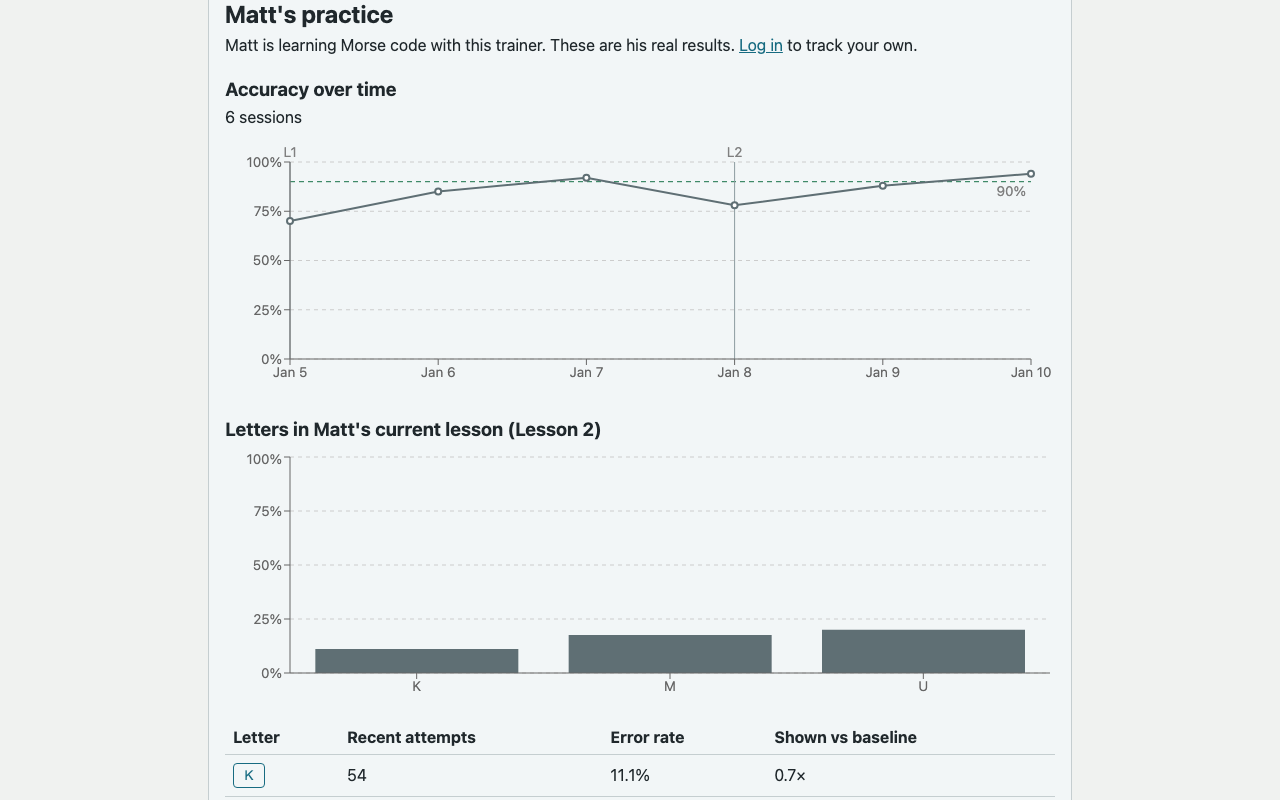 Matt's practice
Matt is learning Morse code with this trainer. These are his real results. Log in to track your own.
Accuracy over time
6 sessions
L1 L2
100%
90%
75%
50%
25%
0%
Jan 5 Jan 6 Jan 7 Jan 8 Jan 9 Jan 10
Letters in Matt's current lesson (Lesson 2)
100%
75%
50%
25%
0%
K M U
Letter Recent attempts Error rate Shown vs baseline
K 54 11.1% 0.7×